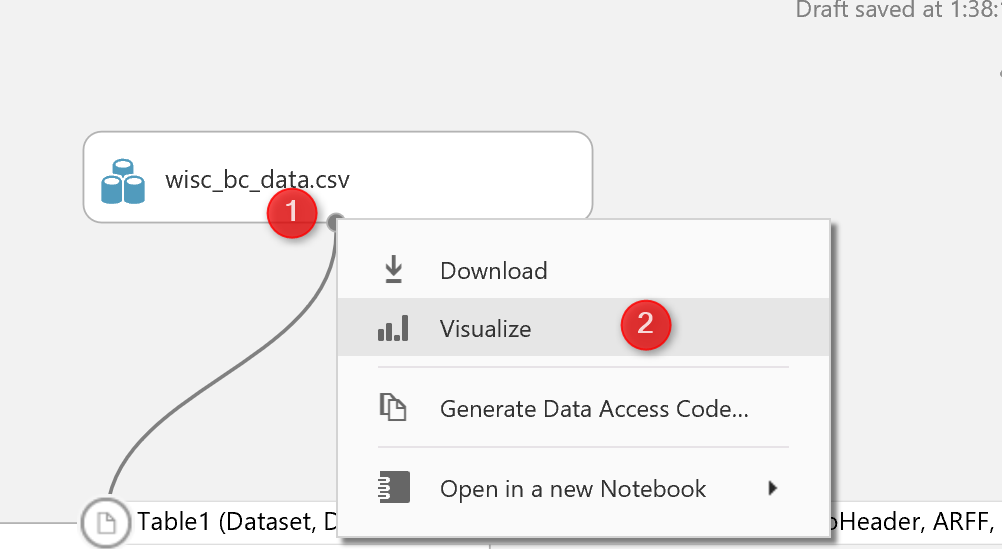 Draft saved at 1:38:
wisc_bc_data.csv
1
Download
Visualize
2
Generate Data Access Code...
Open in a new Notebook
Table1 (Dataset, D
oHeader, ARFF,